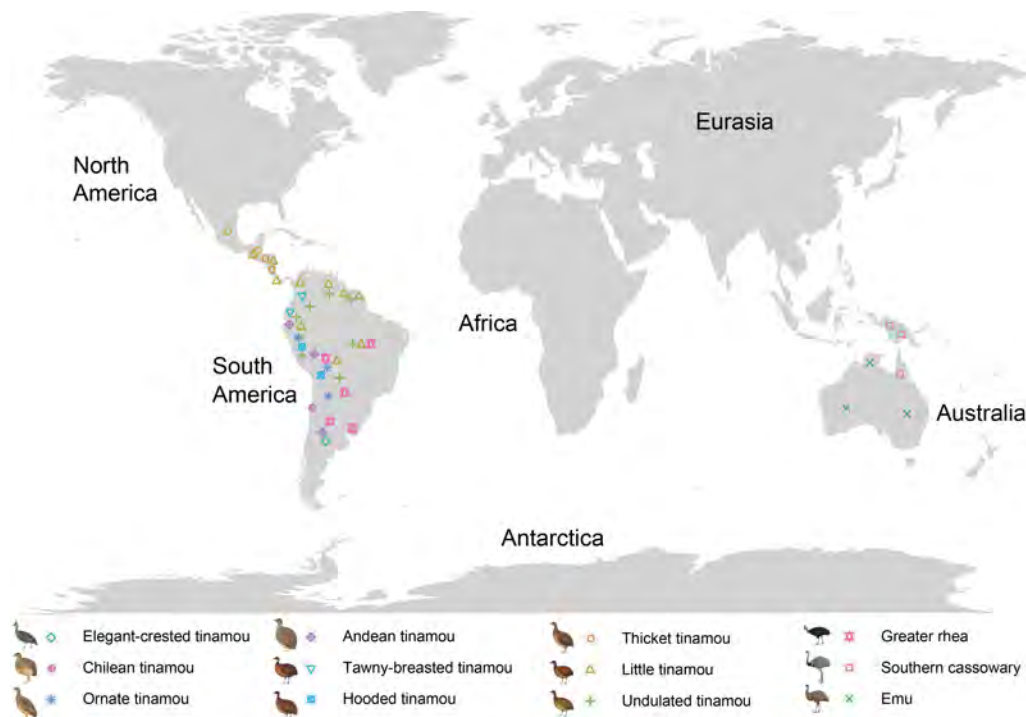 Eurasia
North
America
Africa
South
America
Australia
Antarctica
Elegant-crested tinamou
Andean tinamou
Thicket tinamou
Greater rhea
Chilean tinamou
Tawny-breasted tinamou
Little tinamou
Southern cassowary
Ornate tinamou
Hooded tinamou
Undulated tinamou
Emu